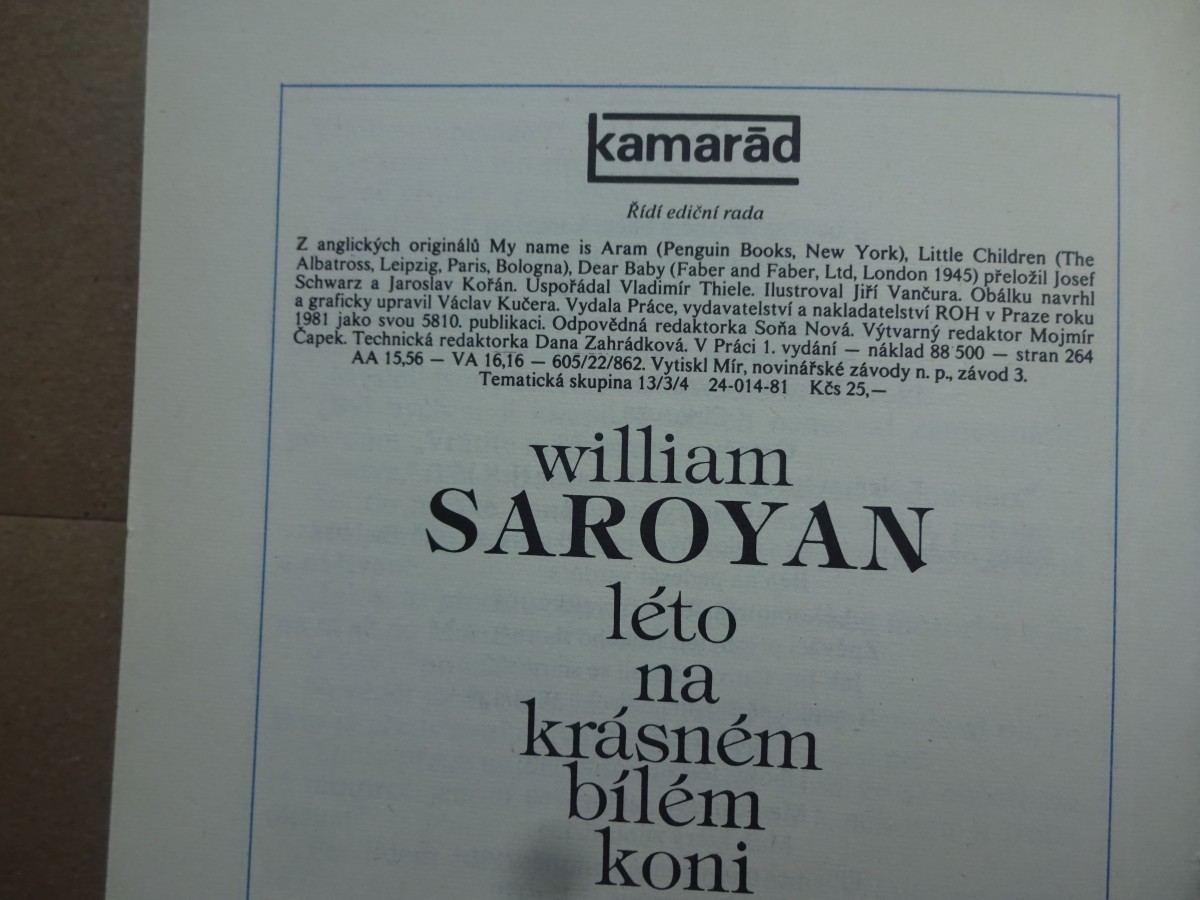 kamarād
Řídí ediční rada
Z anglických originálů My name is Aram (Penguin Books, New York), Little Children (The
Albatross, Leipzig, Paris, Bologna), Dear Baby (Faber and Faber, Ltd, London 1945) přeložil Josef
Schwarz a Jaroslav Kořán. Uspořádal Vladimír Thiele. Ilustroval Jiří Vančura. Obálku navrhl
a graficky upravil Václav Kučera. Vydala Práce, vydavatelství a nakladatelství ROH v Praze roku
1981 jako svou 5810. publikaci. Odpovědná redaktorka Soňa Nová. Výtvarný redaktor Mojmír
Čapek. Technická redaktorka Dana Zahrádková. V Práci 1. vydání — náklad 88 500 — stran 264
AA 15,56 — VA 16,16 — 605/22/862. Vytiskl Mír, novinářské závody n. p., závod 3.
Tematická skupina 13/3/4 24-014-81 Kčs 25,—
william
SAROYAN
léto
na
krásném
bílém
koni